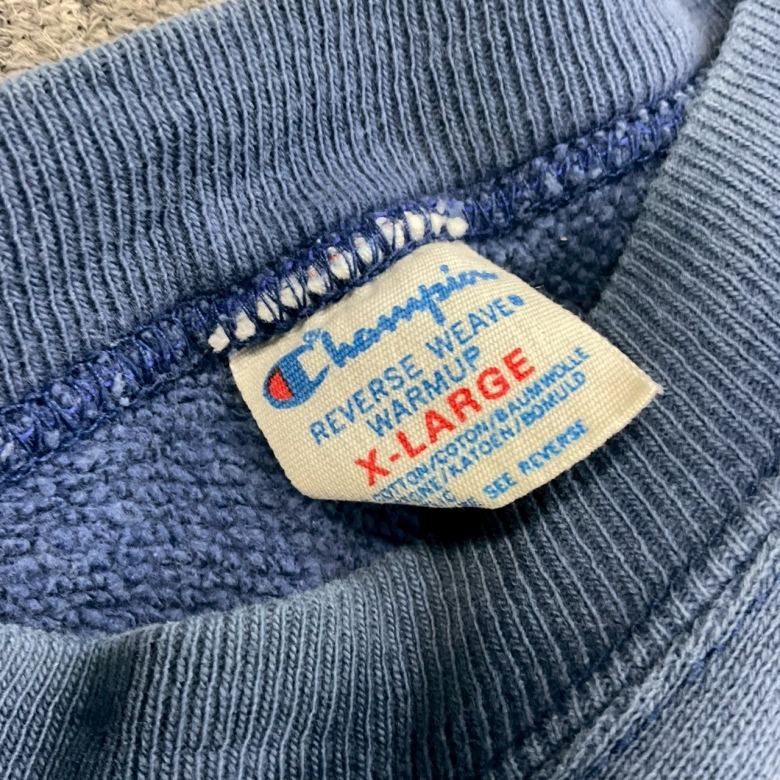 Champion
REVERSE WEAVE®
WARMUP
X-LARGE
COTTON/COTON/BAUMWOLLE
/KATOEN/BOMULD
SEE REVERSE